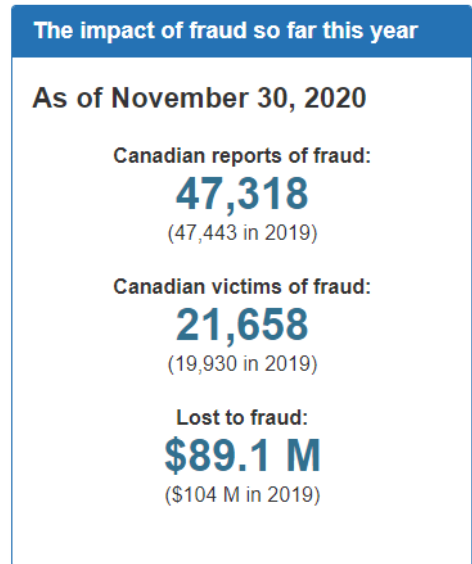 The impact of fraud so far this year
As of November 30, 2020
Canadian reports of fraud:
47,318
(47,443 in 2019)
Canadian victims of fraud:
21,658
(19,930 in 2019)
Lost to fraud:
$89.1 M
($104 M in 2019)